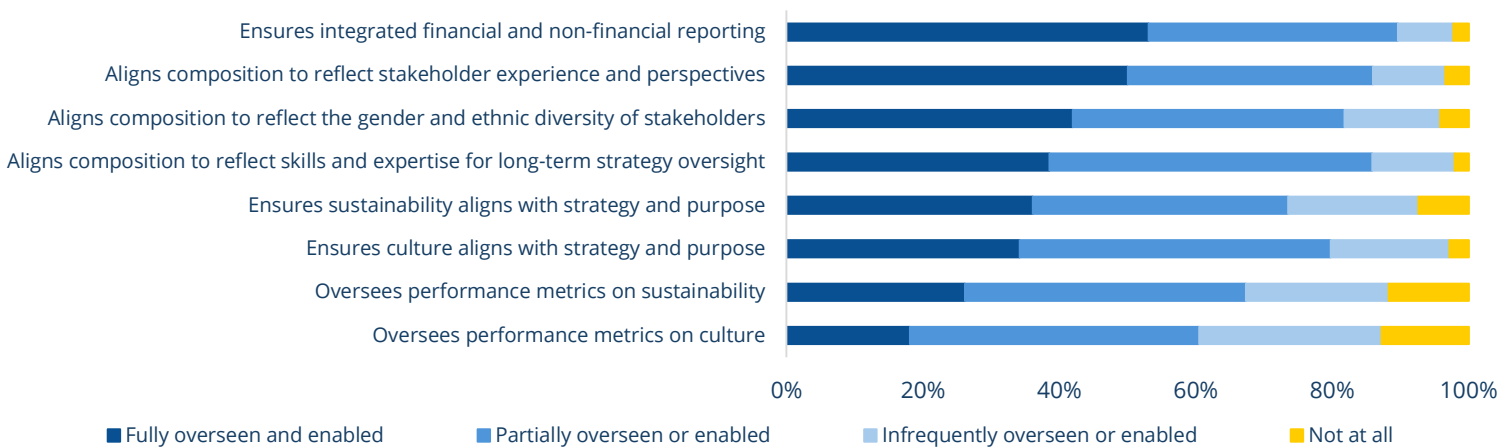 Ensures integrated financial and non-financial reporting
Aligns composition to reflect stakeholder experience and perspectives
Aligns composition to reflect the gender and ethnic diversity of stakeholders
Aligns composition to reflect skills and expertise for long-term strategy oversight
Ensures sustainability aligns with strategy and purpose
Ensures culture aligns with strategy and purpose
Oversees performance metrics on sustainability
Oversees performance metrics on culture
0% 20% 40% 60% 80% 100%
Fully overseen and enabled Partially overseen or enabled Infrequently overseen or enabled Not at all